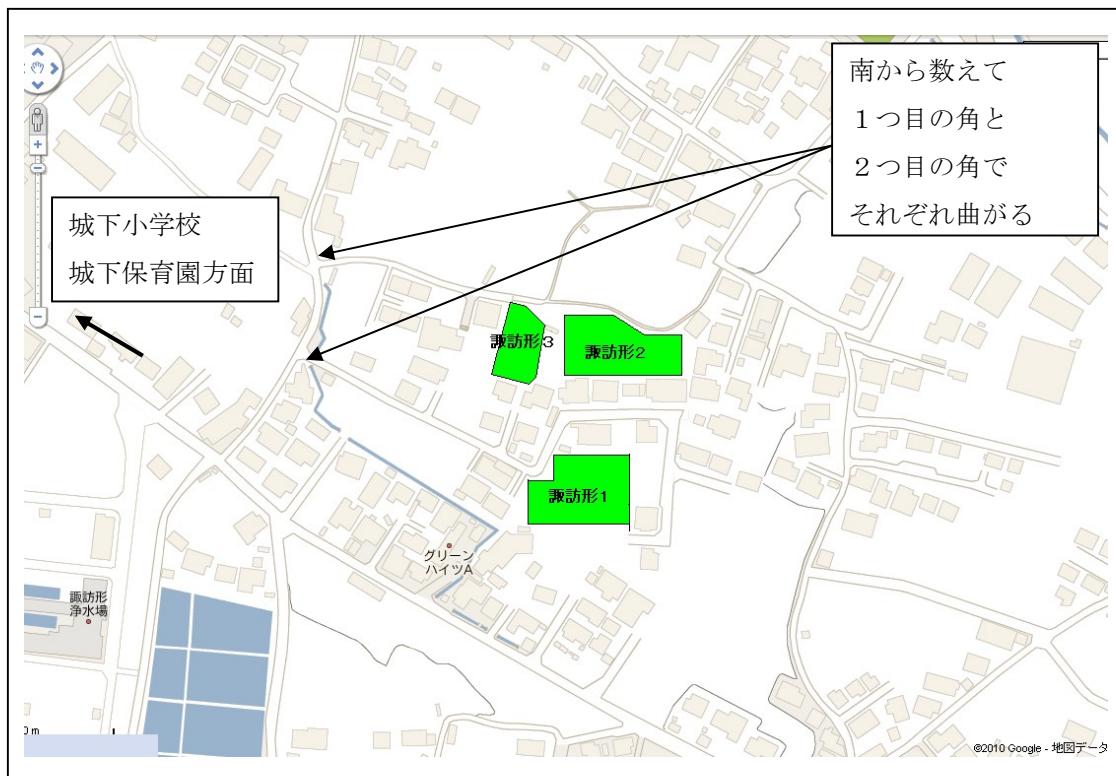 南から数えて
１つ目の角と
２つ目の角で
それぞれ曲がる
城下小学校
城下保育園方面
諏訪形3
諏訪形2
諏訪形1
グリーン
ハイツA
諏訪形
浄水場
©2010 Google - 地図データ